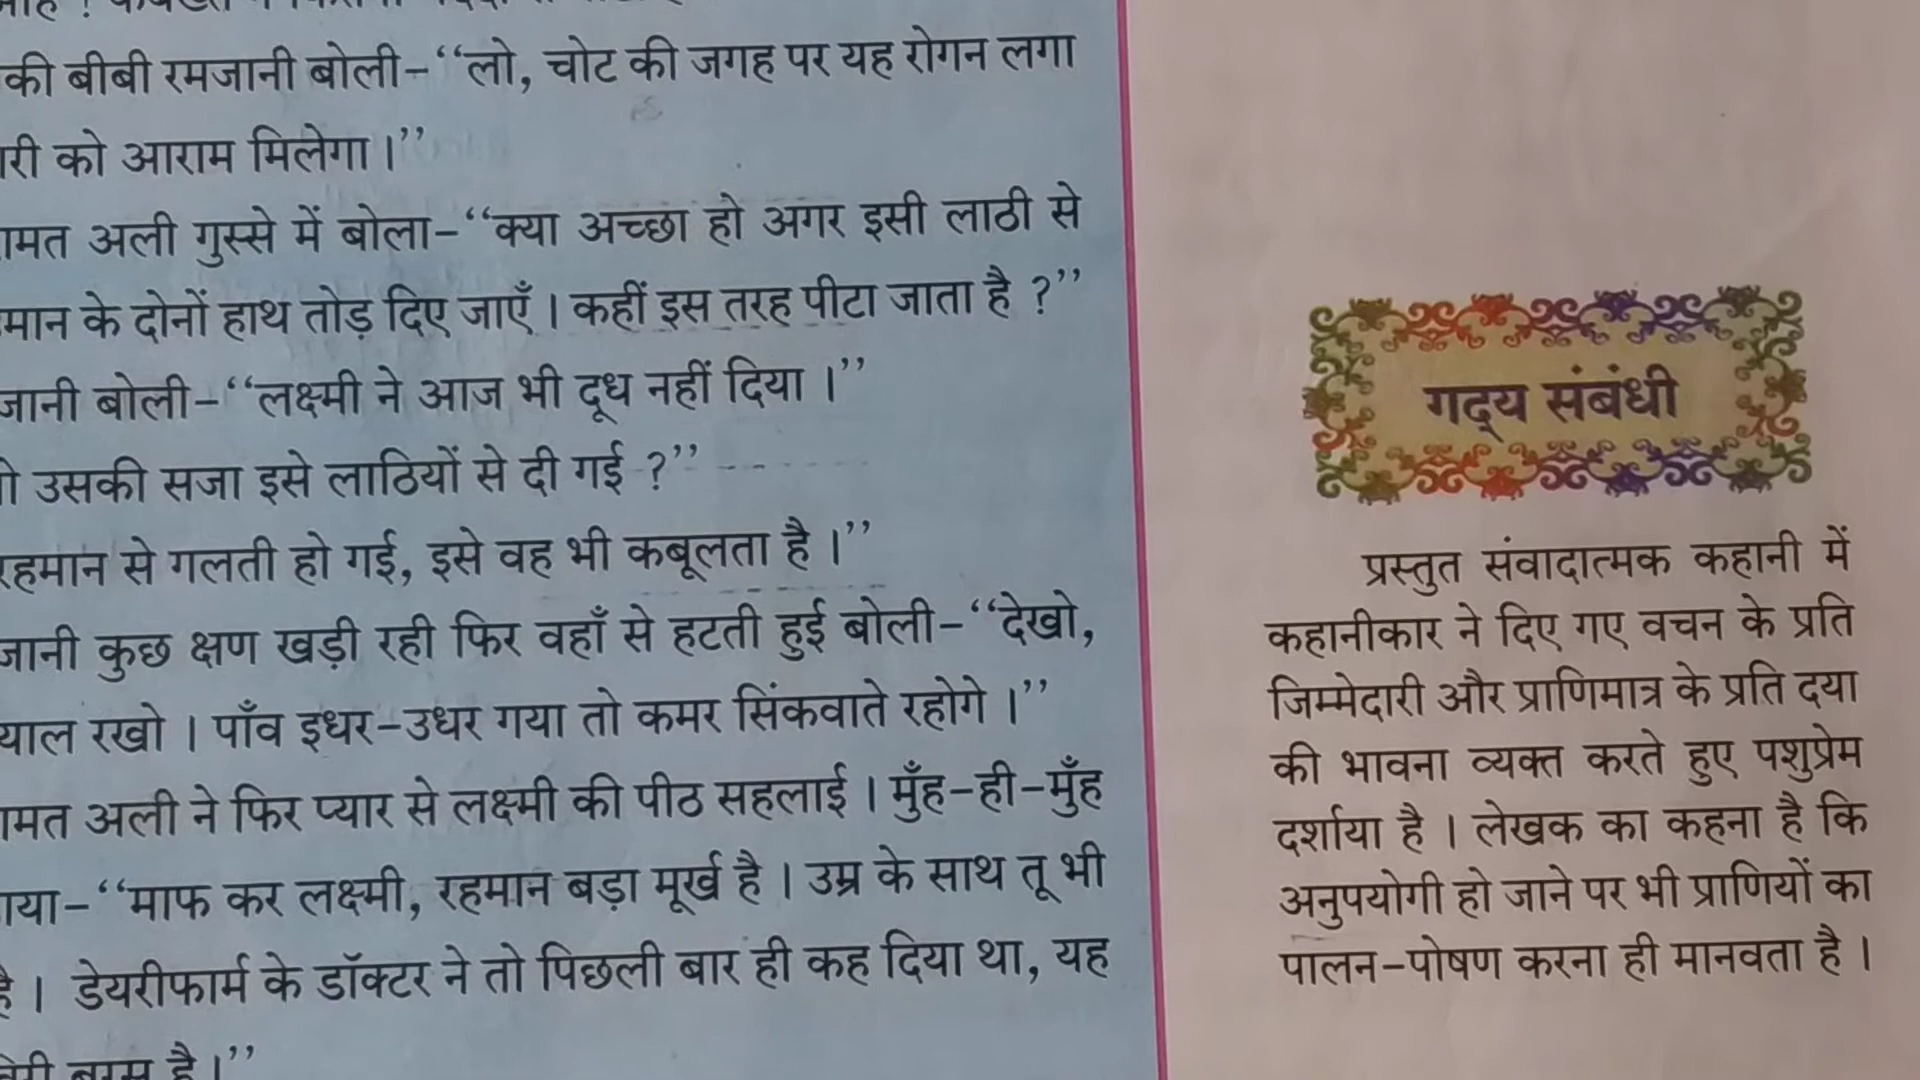 की बीबी रमजानी बोली-‘‘लो, चोट की जगह पर यह रोगन लगा
को आराम मिलेगा ।’’
अली गुस्से में बोला-‘‘क्या अच्छा हो अगर इसी लाठी से
के दोनों हाथ तोड़ दिए जाएँ । कहीं इस तरह पीटा जाता है ?’’
बोली-‘‘लक्ष्मी ने आज भी दूध नहीं दिया ।’’
उसकी सजा इसे लाठियों से दी गई ?’’
रहमान से गलती हो गई, इसे वह भी कबूलता है ।’’
कुछ क्षण खड़ी रही फिर वहाँ से हटती हुई बोली-‘‘देखो,
रखो । पाँव इधर-उधर गया तो कमर सिंकवाते रहोगे ।’’
अली ने फिर प्यार से लक्ष्मी की पीठ सहलाई । मुँह-ही-मुँह
‘‘माफ कर लक्ष्मी, रहमान बड़ा मूर्ख है । उम्र के साथ तू भी
है । डेयरीफार्म के डॉक्टर ने तो पिछली बार ही कह दिया था, यह
बरस है ।’’
गद्य संबंधी
प्रस्तुत संवादात्मक कहानी में
कहानीकार ने दिए गए वचन के प्रति
जिम्मेदारी और प्राणिमात्र के प्रति दया
की भावना व्यक्त करते हुए पशुप्रेम
दर्शाया है । लेखक का कहना है कि
अनुपयोगी हो जाने पर भी प्राणियों का
पालन-पोषण करना ही मानवता है ।